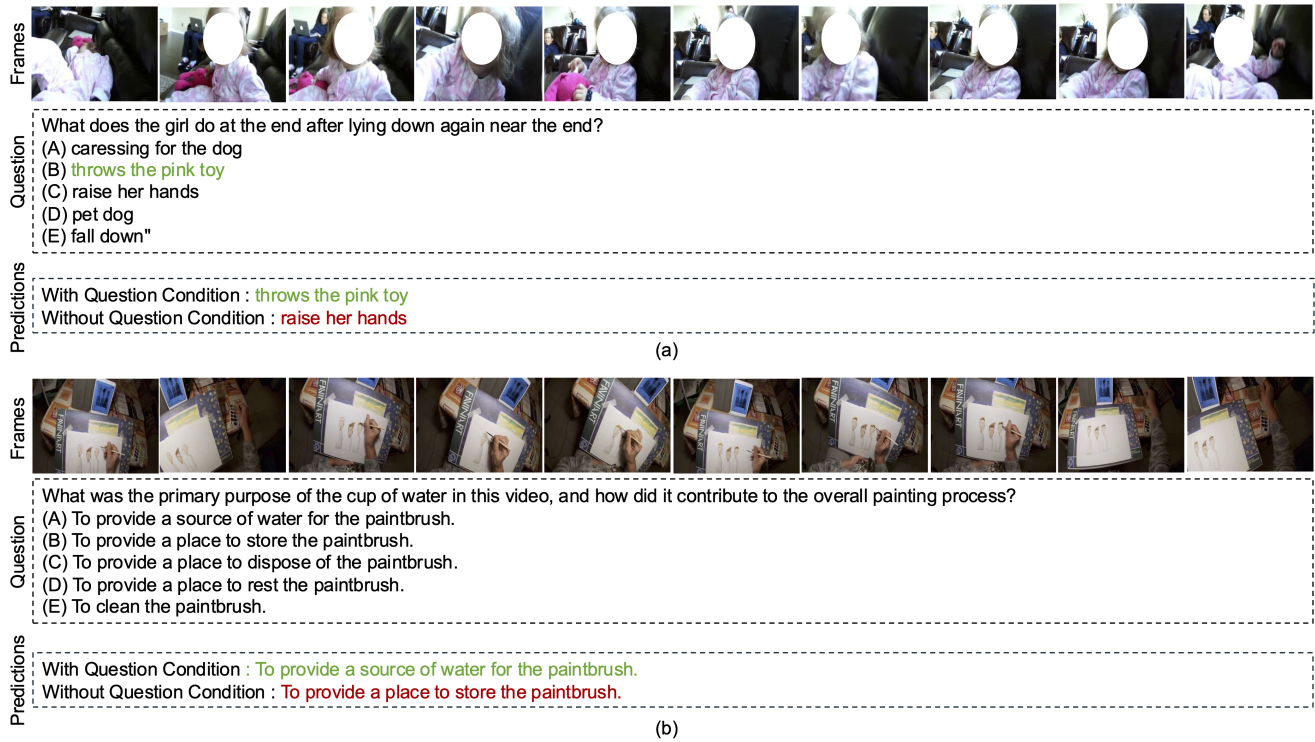 Frames
Question
What does the girl do at the end after lying down again near the end?
(A) caressing for the dog
(B) throws the pink toy
(C) raise her hands
(D) pet dog
(E) fall down"
Predictions
With Question Condition : throws the pink toy
Without Question Condition : raise her hands
(a)
Frames
Question
What was the primary purpose of the cup of water in this video, and how did it contribute to the overall painting process?
(A) To provide a source of water for the paintbrush.
(B) To provide a place to store the paintbrush.
(C) To provide a place to dispose of the paintbrush.
(D) To provide a place to rest the paintbrush.
(E) To clean the paintbrush.
Predictions
With Question Condition : To provide a source of water for the paintbrush.
Without Question Condition : To provide a place to store the paintbrush.
(b)